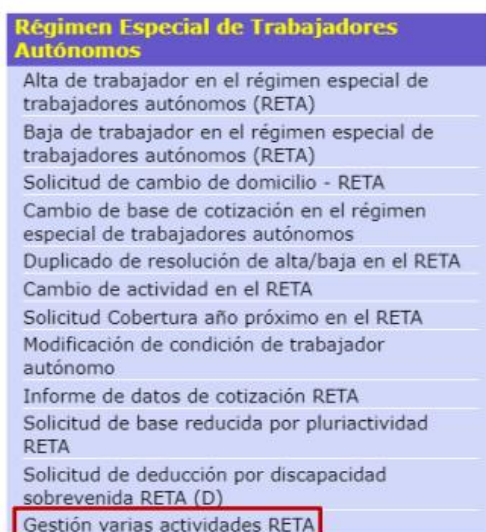 Régimen Especial de Trabajadores
Autónomos
Alta de trabajador en el régimen especial de
trabajadores autónomos (RETA)
Baja de trabajador en el régimen especial de
trabajadores autónomos (RETA)
Solicitud de cambio de domicilio - RETA
Cambio de base de cotización en el régimen
especial de trabajadores autónomos
Duplicado de resolución de alta/baja en el RETA
Cambio de actividad en el RETA
Solicitud Cobertura año próximo en el RETA
Modificación de condición de trabajador
autónomo
Informe de datos de cotización RETA
Solicitud de base reducida por pluriactividad
RETA
Solicitud de deducción por discapacidad
sobrevenida RETA (D)
Gestión varias actividades RETA